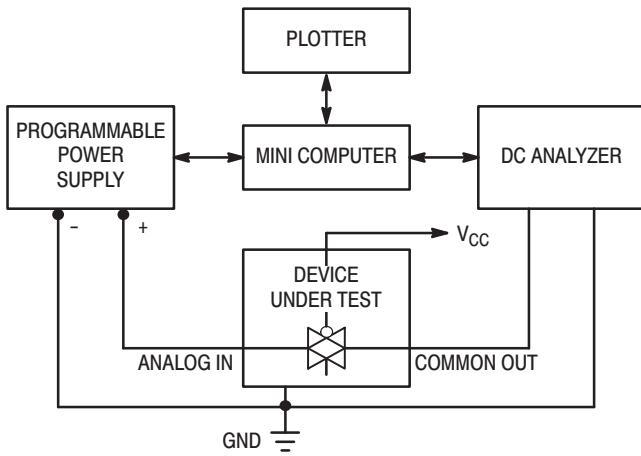 PLOTTER
PROGRAMMABLE
POWER
SUPPLY
MINI COMPUTER
DC ANALYZER
– +
VCC
DEVICE
UNDER TEST
ANALOG IN
COMMON OUT
GND